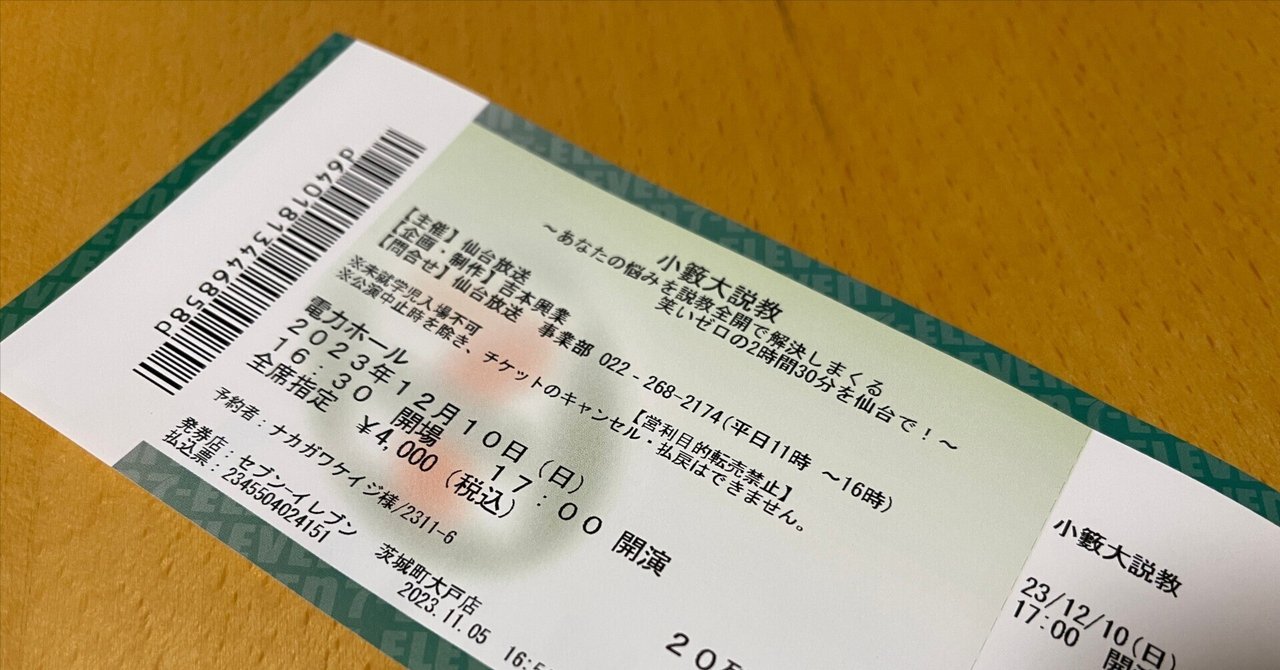 小籔大説教
~あなたの悩みを説教全開で解決しまくる
笑いゼロの2時間30分を仙台で!~
【主催】仙台放送
【企画・制作】吉本興業
【問合せ】仙台放送 事業部 022-268-2174(平日11時 ~16時)
【営利目的転売禁止】
※未就学児入場不可
※公演中止時を除き、チケットのキャンセル・払戻はできません。
電力ホール
2023年12月10日(日)
16:30 開場 17:00 開演
全席指定 ¥4,000(税込)
予約者:ナカガワケイジ様/2311-6
発券店:セブン-イレブン 茨城町大戸店
払込票:2345504024151 2023.11.05
d6401813446858d
小籔大説教
23/12/10(日)
17:00
7-ELEVEN